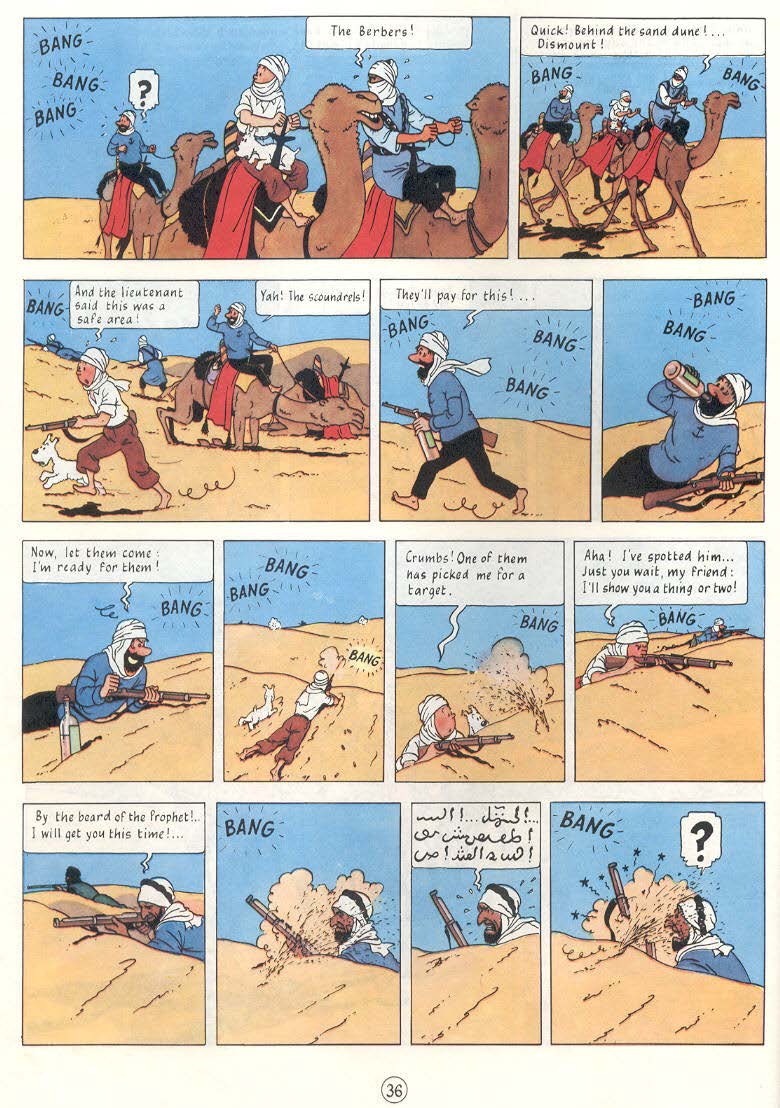 BANG
BANG
BANG
?
The Berbers!
Quick! Behind the sand dune!...
Dismount!
BANG
BANG
BANG
And the lieutenant
said this was a
safe area!
Yah! The scoundrels!
They'll pay for this!...
BANG
BANG
BANG
BANG
BANG
Now, let them come:
I'm ready for them!
BANG
BANG
BANG
BANG
Crumbs! One of them
has picked me for a
target.
BANG
Aha! I've spotted him...
Just you wait, my friend:
I'll show you a thing or two!
BANG
By the beard of the Prophet!..
I will get you this time!...
BANG
BANG
?
36